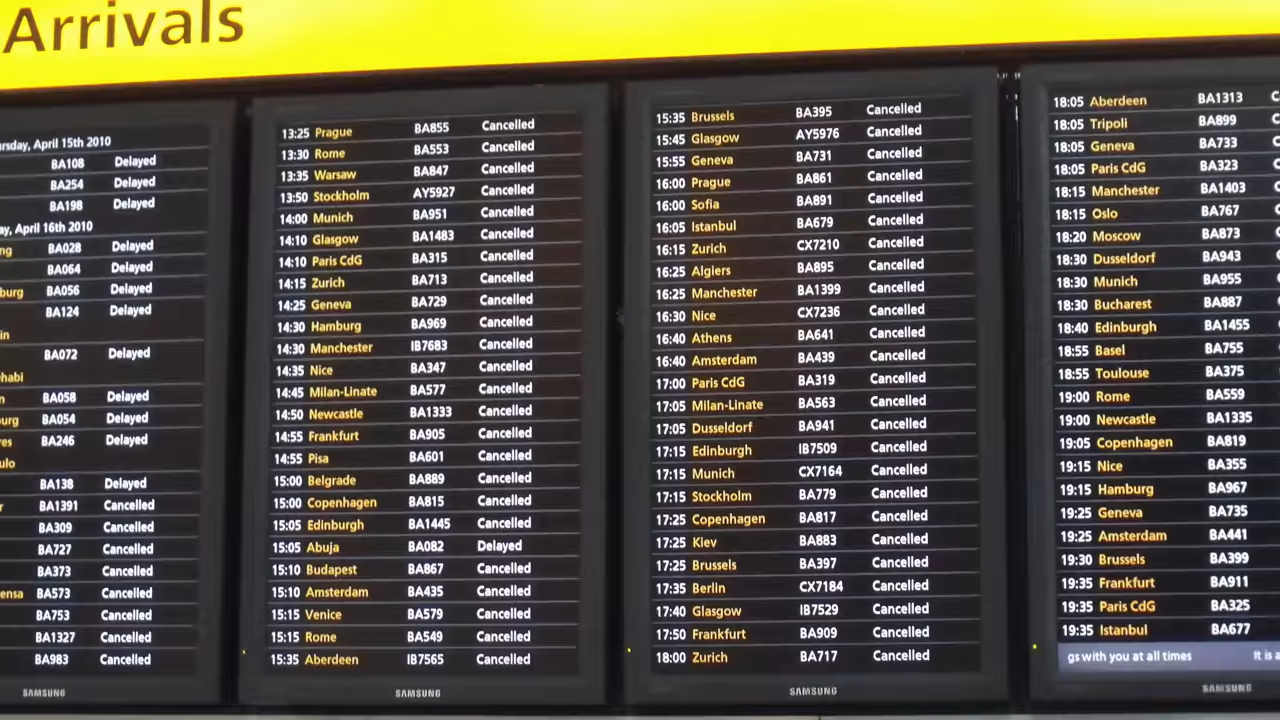 Arrivals
rsday, April 15th 2010
BA108 Delayed
BA254 Delayed
BA198 Delayed
ay, April 16th 2010
ng BA028 Delayed
BA064 Delayed
burg BA056 Delayed
BA124 Delayed
in
BA072 Delayed
habi
n BA058 Delayed
urg BA054 Delayed
res BA246 Delayed
ulo
BA138 Delayed
r BA1391 Cancelled
BA309 Cancelled
BA727 Cancelled
BA373 Cancelled
ensa BA573 Cancelled
BA753 Cancelled
BA1327 Cancelled
BA983 Cancelled
SAMSUNG
13:25 Prague BA855 Cancelled
13:30 Rome BA553 Cancelled
13:35 Warsaw BA847 Cancelled
13:50 Stockholm AY5927 Cancelled
14:00 Munich BA951 Cancelled
14:10 Glasgow BA1483 Cancelled
14:10 Paris CdG BA315 Cancelled
14:15 Zurich BA713 Cancelled
14:25 Geneva BA729 Cancelled
14:30 Hamburg BA969 Cancelled
14:30 Manchester IB7683 Cancelled
14:35 Nice BA347 Cancelled
14:45 Milan-Linate BA577 Cancelled
14:50 Newcastle BA1333 Cancelled
14:55 Frankfurt BA905 Cancelled
14:55 Pisa BA601 Cancelled
15:00 Belgrade BA889 Cancelled
15:00 Copenhagen BA815 Cancelled
15:05 Edinburgh BA1445 Cancelled
15:05 Abuja BA082 Delayed
15:10 Budapest BA867 Cancelled
15:10 Amsterdam BA435 Cancelled
15:15 Venice BA579 Cancelled
15:15 Rome BA549 Cancelled
15:35 Aberdeen IB7565 Cancelled
SAMSUNG
15:35 Brussels BA395 Cancelled
15:45 Glasgow AY5976 Cancelled
15:55 Geneva BA731 Cancelled
16:00 Prague BA861 Cancelled
16:00 Sofia BA891 Cancelled
16:05 Istanbul BA679 Cancelled
16:15 Zurich CX7210 Cancelled
16:25 Algiers BA895 Cancelled
16:25 Manchester BA1399 Cancelled
16:30 Nice CX7236 Cancelled
16:40 Athens BA641 Cancelled
16:40 Amsterdam BA439 Cancelled
17:00 Paris CdG BA319 Cancelled
17:05 Milan-Linate BA563 Cancelled
17:05 Dusseldorf BA941 Cancelled
17:15 Edinburgh IB7509 Cancelled
17:15 Munich CX7164 Cancelled
17:15 Stockholm BA779 Cancelled
17:25 Copenhagen BA817 Cancelled
17:25 Kiev BA883 Cancelled
17:25 Brussels BA397 Cancelled
17:35 Berlin CX7184 Cancelled
17:40 Glasgow IB7529 Cancelled
17:50 Frankfurt BA909 Cancelled
18:00 Zurich BA717 Cancelled
SAMSUNG
18:05 Aberdeen BA1313 C
18:05 Tripoli BA899
18:05 Geneva BA733
18:05 Paris CdG BA323
18:15 Manchester BA1403
18:15 Oslo BA767
18:20 Moscow BA873
18:30 Dusseldorf BA943
18:30 Munich BA955
18:30 Bucharest BA887
18:40 Edinburgh BA1455
18:55 Basel BA755
18:55 Toulouse BA375
19:00 Rome BA559
19:00 Newcastle BA1335
19:05 Copenhagen BA819
19:15 Nice BA355
19:15 Hamburg BA967
19:25 Geneva BA735
19:25 Amsterdam BA441
19:30 Brussels BA399
19:35 Frankfurt BA911
19:35 Paris CdG BA325
19:35 Istanbul BA677
gs with you at all times It is a
SAMSUNG